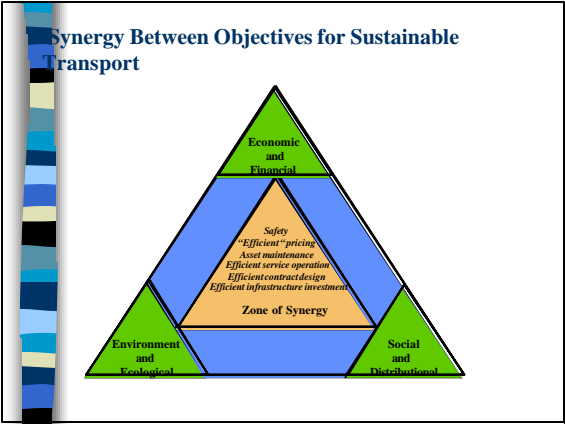 Synergy Between Objectives for Sustainable
Transport
Economic
and
Financial
Safety
"Efficient" pricing
Asset maintenance
Efficient service operation
Efficient contract design
Efficient infrastructure investment
Zone of Synergy
Environment
and
Ecological
Social
and
Distributional